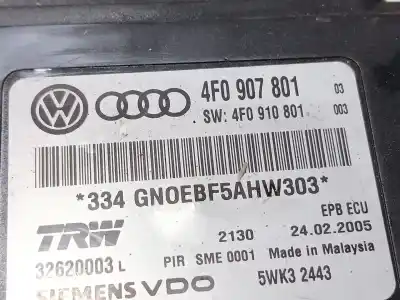 4F0 907 801 03
SW: 4F0 910 801 003
*334 GNOEBF5AHW303*
TRW EPB ECU
2130 24.02.2005
32620003 L PIR SME 0001 Made in Malaysia
SIEMENS VDO 5WK3 2443